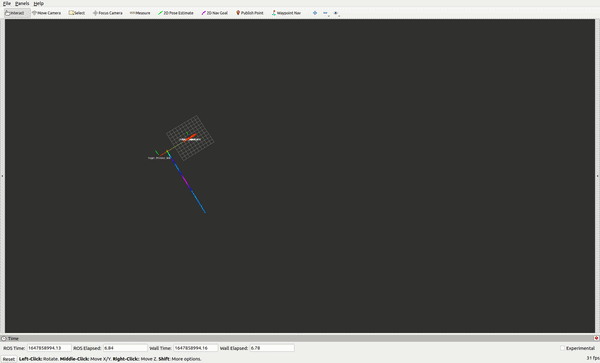 File Panels Help
Interact Move Camera Select Focus Camera Measure 2D Pose Estimate 2D Nav Goal Publish Point Waypoint Nav
Time
ROS Time: 1647858994.13 ROS Elapsed: 6.84 Wall Time: 1647858994.16 Wall Elapsed: 6.78 Experimental
Reset Left-Click: Rotate. Middle-Click: Move X/Y. Right-Click: Move Z. Shift: More options. 31 fps